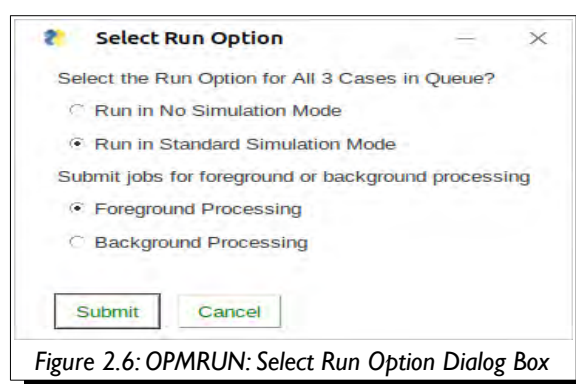 Select Run Option
Select the Run Option for All 3 Cases in Queue?
Run in No Simulation Mode
Run in Standard Simulation Mode
Submit jobs for foreground or background processing
Foreground Processing
Background Processing
Submit Cancel
Figure 2.6: OPMRUN: Select Run Option Dialog Box